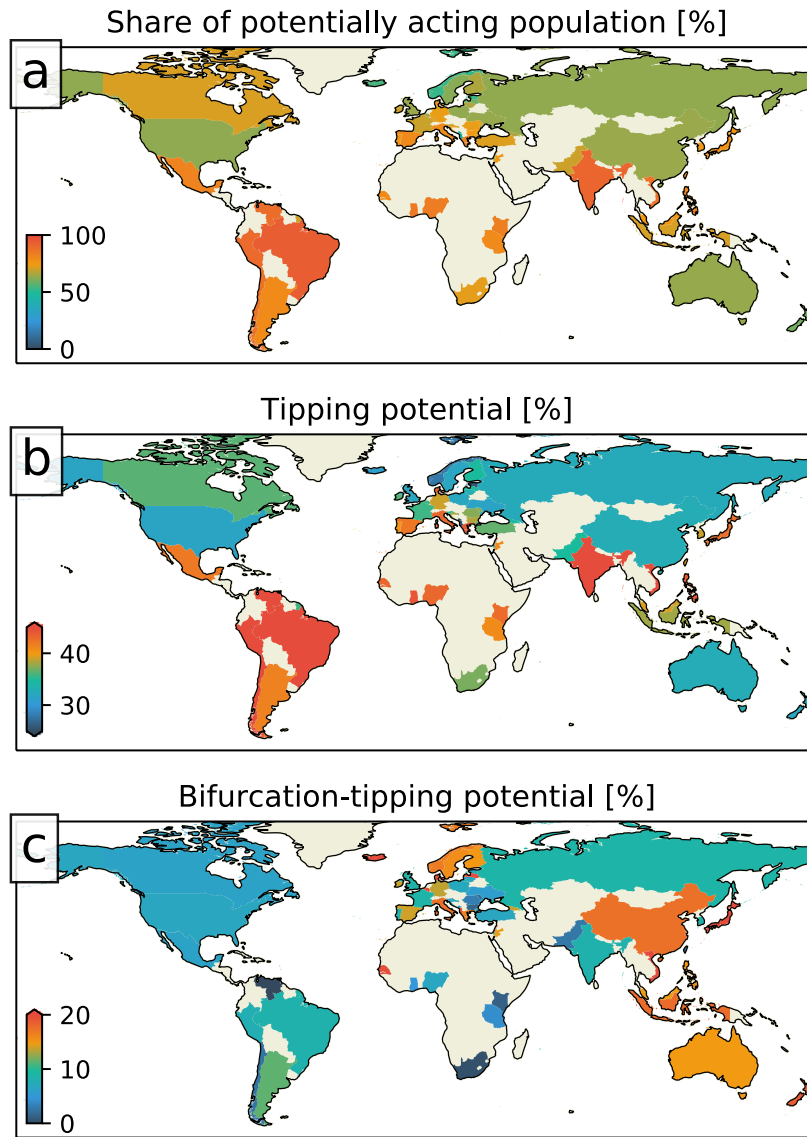 Share of potentially acting population [%]
a
100
50
0
Tipping potential [%]
b
40
30
Bifurcation-tipping potential [%]
c
20
10
0